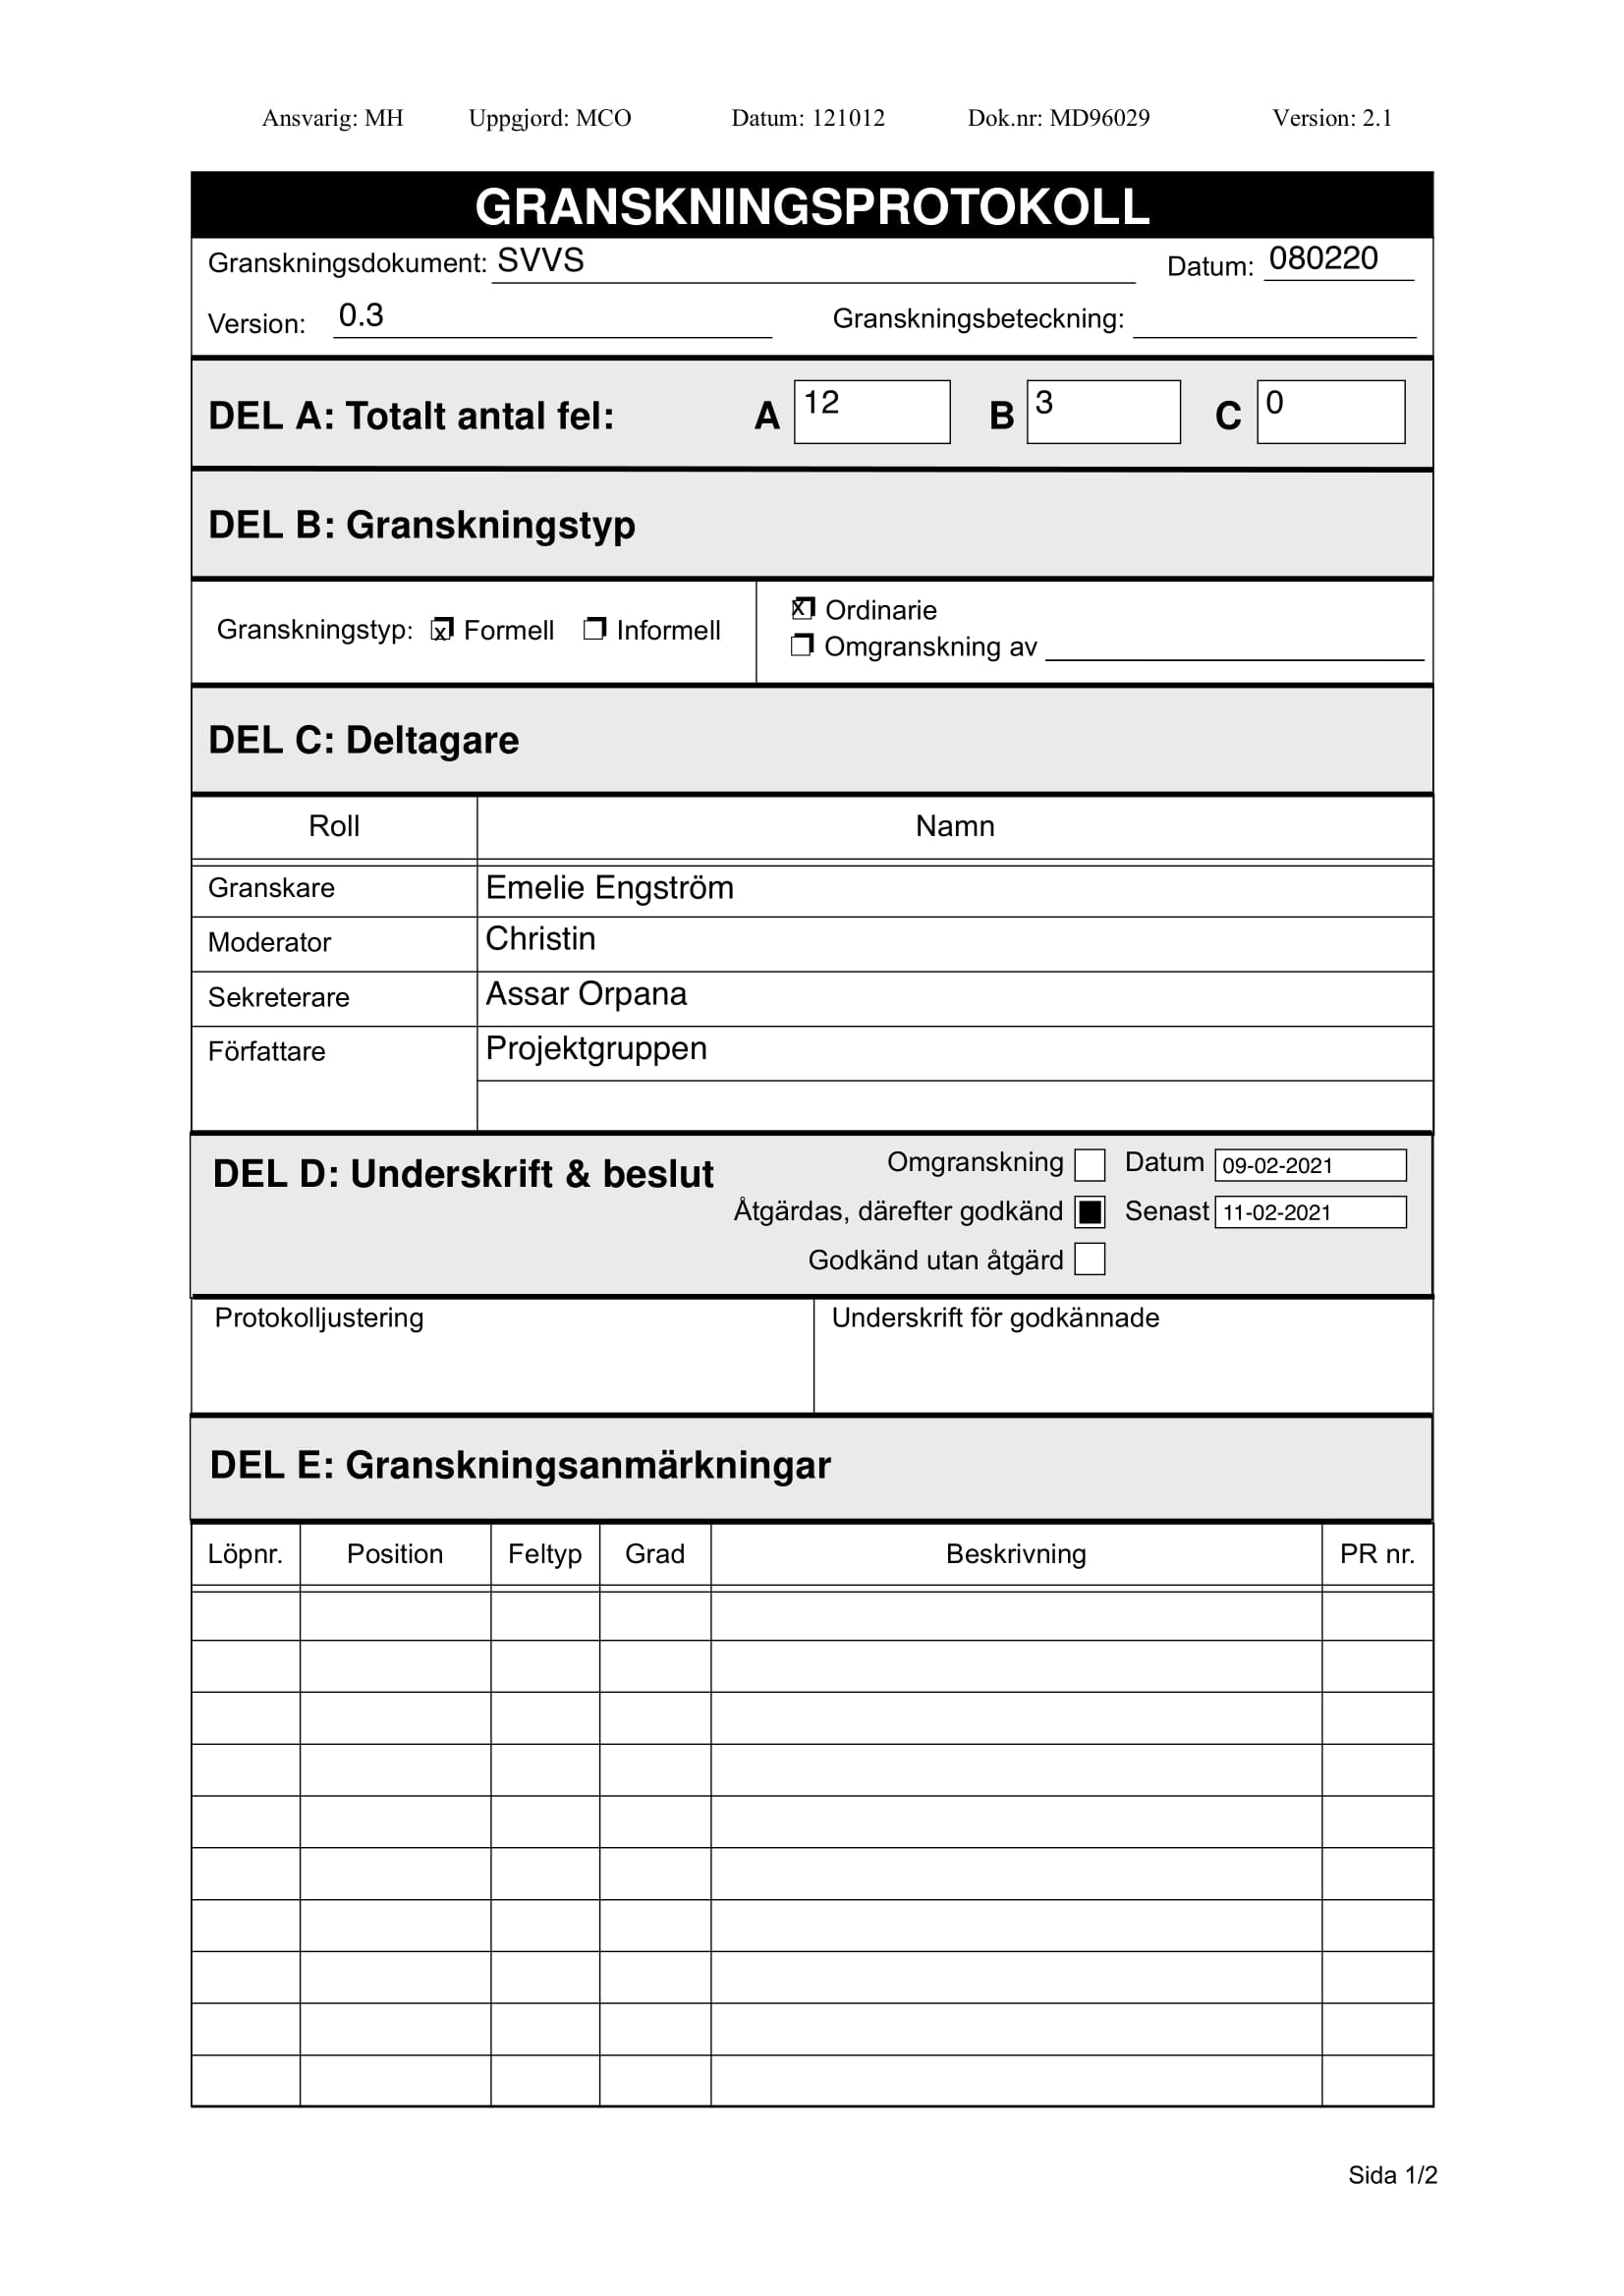 Ansvarig: MH Uppgjord: MCO Datum: 121012 Dok.nr: MD96029 Version: 2.1
GRANSKNINGSPROTOKOLL
Granskningsdokument: SVVS Datum: 080220
Version: 0.3 Granskningsbeteckning:
DEL A: Totalt antal fel: A 12 B 3 C 0
DEL B: Granskningstyp
Granskningstyp: x Formell Informell
x Ordinarie
Omgranskning av
DEL C: Deltagare
Roll Namn
Granskare Emelie Engström
Moderator Christin
Sekreterare Assar Orpana
Författare Projektgruppen
DEL D: Underskrift & beslut
Omgranskning Datum 09-02-2021
Åtgärdas, därefter godkänd Senast 11-02-2021
Godkänd utan åtgärd
Protokolljustering Underskrift för godkännade
DEL E: Granskningsanmärkningar
Löpnr. Position Feltyp Grad Beskrivning PR nr.
Sida 1/2